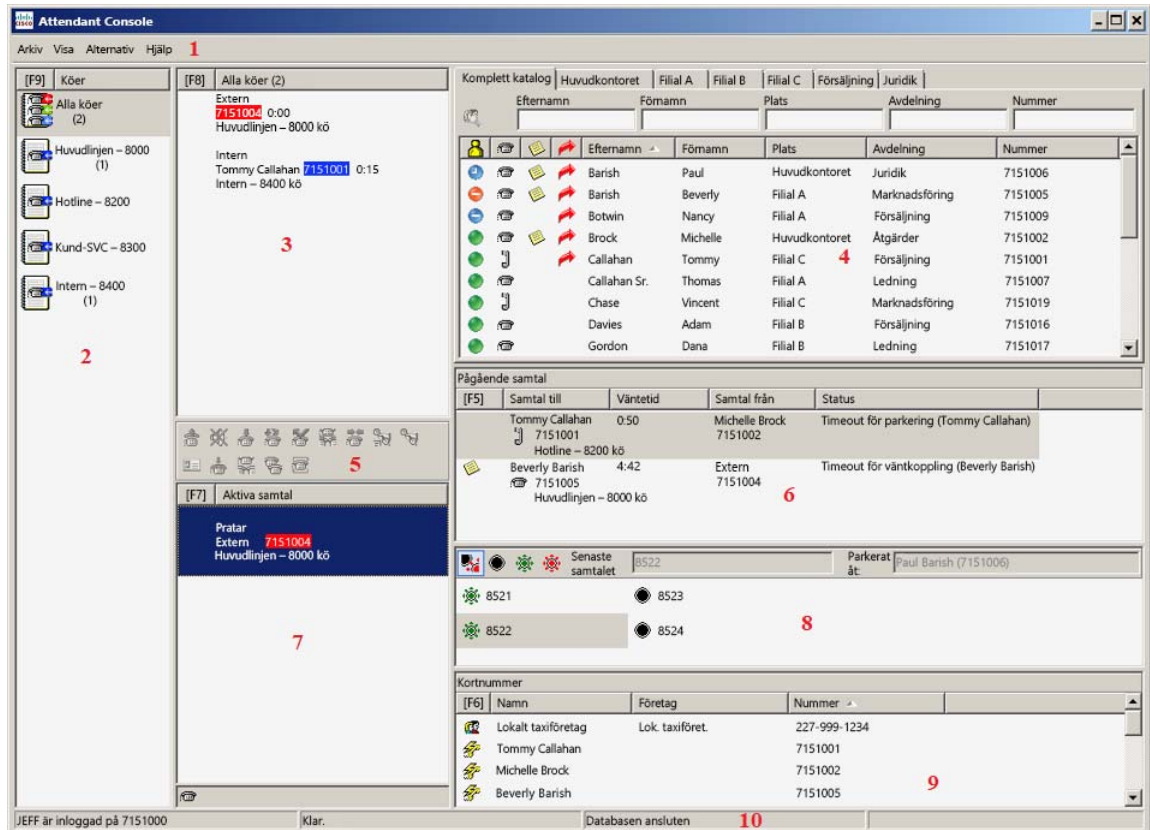 Attendant Console
Arkiv Visa Alternativ Hjälp 1
[F9] Köer
Alla köer
(2)
Huvudlinjen – 8000
(1)
Hotline – 8200
Kund-SVC – 8300
Intern – 8400
(1)
2
[F8] Alla köer (2)
Extern
7151004 0:00
Huvudlinjen – 8000 kö
Intern
Tommy Callahan 7151001 0:15
Intern – 8400 kö
3
5
[F7] Aktiva samtal
Pratar
Extern 7151004
Huvudlinjen – 8000 kö
7
Komplett katalog Huvudkontoret Filial A Filial B Filial C Försäljning Juridik
Efternamn Förnamn Plats Avdelning Nummer
Efternamn Förnamn Plats Avdelning Nummer
Barish Paul Huvudkontoret Juridik 7151006
Barish Beverly Filial A Marknadsföring 7151005
Botwin Nancy Filial A Försäljning 7151009
Brock Michelle Huvudkontoret Åtgärder 7151002
Callahan Tommy Filial C 4 Försäljning 7151001
Callahan Sr. Thomas Filial A Ledning 7151007
Chase Vincent Filial C Marknadsföring 7151019
Davies Adam Filial B Försäljning 7151016
Gordon Dana Filial B Ledning 7151017
Pågående samtal
[F5] Samtal till Väntetid Samtal från Status
Tommy Callahan 0:50 Michelle Brock Timeout för parkering (Tommy Callahan)
7151001 7151002
Hotline – 8200 kö
Beverly Barish 4:42 Extern Timeout för väntkoppling (Beverly Barish)
7151005 7151004
Huvudlinjen – 8000 kö 6
Senaste samtalet 8522 Parkerat åt: Paul Barish (7151006)
8521 8523
8522 8524
8
Kortnummer
[F6] Namn Företag Nummer
Lokalt taxiföretag Lok. taxiföret. 227-999-1234
Tommy Callahan 7151001
Michelle Brock 7151002
Beverly Barish 7151005
9
JEFF är inloggad på 7151000 Klar. Databasen ansluten 10